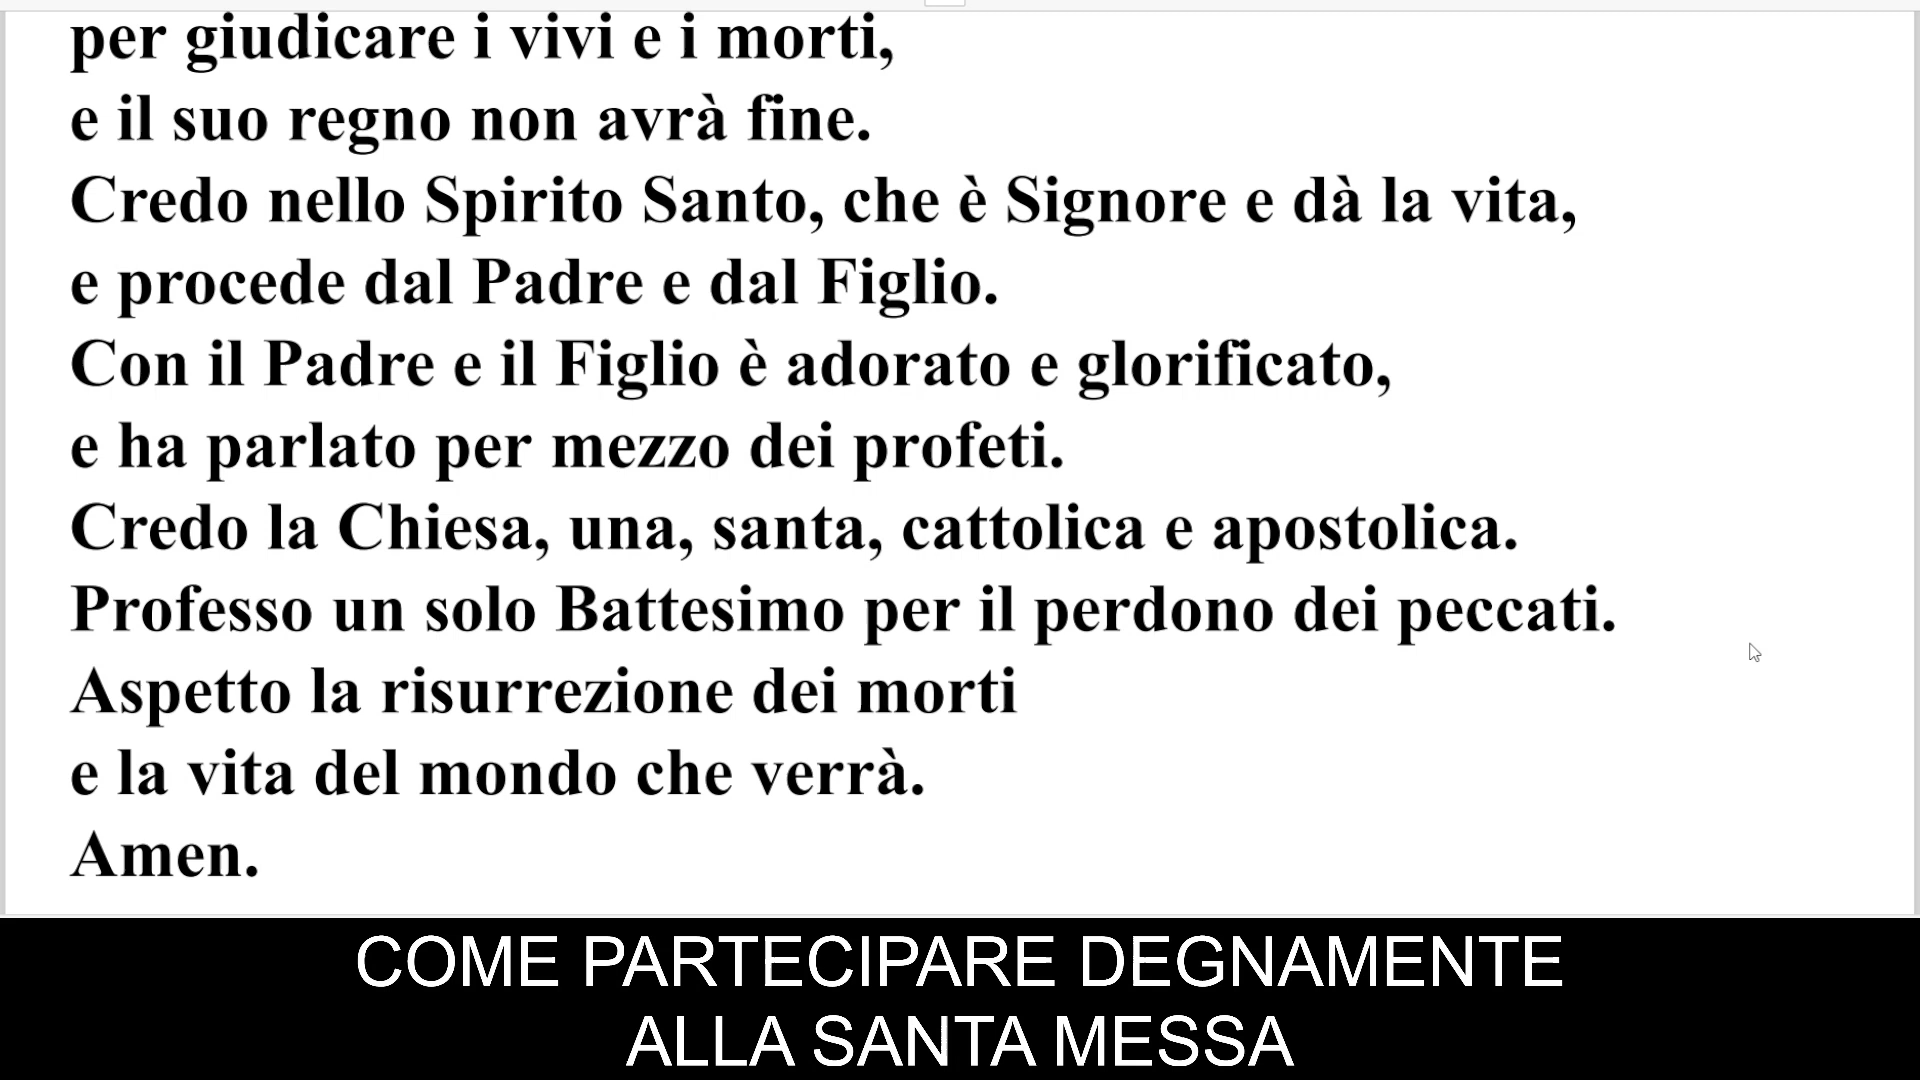 per giudicare i vivi e i morti,
e il suo regno non avrà fine.
Credo nello Spirito Santo, che è Signore e dà la vita,
e procede dal Padre e dal Figlio.
Con il Padre e il Figlio è adorato e glorificato,
e ha parlato per mezzo dei profeti.
Credo la Chiesa, una, santa, cattolica e apostolica.
Professo un solo Battesimo per il perdono dei peccati.
Aspetto la risurrezione dei morti
e la vita del mondo che verrà.
Amen.
COME PARTECIPARE DEGNAMENTE
ALLA SANTA MESSA